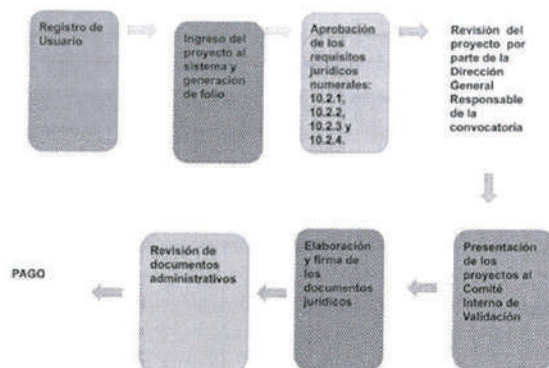 Registro de
Usuario
Ingreso del
proyecto al
sistema y
generación de
folio
Aprobación
de los
requisitos
jurídicos
numerales:
10.2.1,
10.2.2,
10.2.3 y
10.2.4.
Revisión del
proyecto por
parte de la
Dirección
General
Responsable
de la
convocatoria
Presentación
de los
proyectos al
Comité
Interno de
Validación
Elaboración
y firma de
los
documentos
jurídicos
Revisión de
documentos
administrativos
PAGO